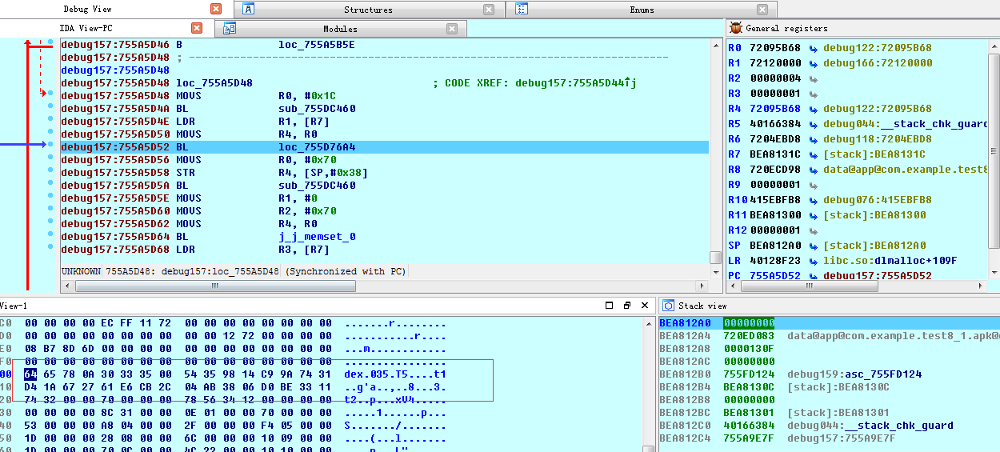 Debug View Structures Enums
IDA View-PC Modules General registers
debug157:755A5D46 B loc_755A5B5E
debug157:755A5D48 ; ---------------------------------------------------------------------------
debug157:755A5D48
debug157:755A5D48 loc_755A5D48 ; CODE XREF: debug157:755A5D44↑j
debug157:755A5D48 MOVS R0, #0x1C
debug157:755A5D4A BL sub_755DC460
debug157:755A5D4E LDR R1, [R7]
debug157:755A5D50 MOVS R4, R0
debug157:755A5D52 BL loc_755D76A4
debug157:755A5D56 MOVS R0, #0x70
debug157:755A5D58 STR R4, [SP,#0x38]
debug157:755A5D5A BL sub_755DC460
debug157:755A5D5E MOVS R1, #0
debug157:755A5D60 MOVS R2, #0x70
debug157:755A5D62 MOVS R4, R0
debug157:755A5D64 BL j_j_memset_0
debug157:755A5D68 LDR R3, [R7]
UNKNOWN 755A5D48: debug157:loc_755A5D48 (Synchronized with PC)
R0 72095B68 debug122:72095B68
R1 72120000 debug166:72120000
R2 00000004
R3 00000001
R4 72095B68 debug122:72095B68
R5 40166384 debug044:__stack_chk_guard
R6 7204EBD8 debug118:7204EBD8
R7 BEA8131C [stack]:BEA8131C
R8 720ECD98 data@app@com.example.test8
R9 00000001
R10 415EBFB8 debug076:415EBFB8
R11 BEA81300 [stack]:BEA81300
R12 00000001
SP BEA812A0 [stack]:BEA812A0
LR 40128F23 libc.so:dlmalloc+109F
PC 755A5D52 debug157:755A5D52
View-1
C0 00 00 00 00 EC FF 11 72 00 00 00 00 00 00 00 00 .......r........
D0 00 00 00 00 00 00 00 00 00 00 12 72 00 00 00 00 ...........r....
E0 08 B7 8D 6D 00 00 00 00 00 00 00 00 00 00 00 00 ...m............
F0 00 00 00 00 00 00 00 00 00 00 00 00 00 00 00 00 ................
00 64 65 78 0A 30 33 35 00 54 35 98 14 C9 9A 74 31 dex.035.T5....t1
10 D4 1A 67 27 61 E6 CB 2C 04 AB 38 06 D0 BE 33 11 ..g'a..,..8...3.
20 74 32 00 00 70 00 00 00 78 56 34 12 00 00 00 00 t2..p...xV4.....
30 00 00 00 00 8C 31 00 00 0E 01 00 00 70 00 00 00 .....1......p...
40 53 00 00 00 A8 04 00 00 2F 00 00 00 F4 05 00 00 S......./.......
50 1D 00 00 00 28 08 00 00 6C 00 00 00 10 09 00 00 ....(...l.......
Stack view
BEA812A0 00000000
BEA812A4 720ED083 data@app@com.example.test8_1.apk@
BEA812A8 0000130F
BEA812AC 00000000
BEA812B0 755FD124 debug159:asc_755FD124
BEA812B4 BEA8130C [stack]:BEA8130C
BEA812B8 00000000
BEA812BC BEA81301 [stack]:BEA81301
BEA812C0 40166384 debug044:__stack_chk_guard
BEA812C4 755A9E7F debug157:755A9E7F